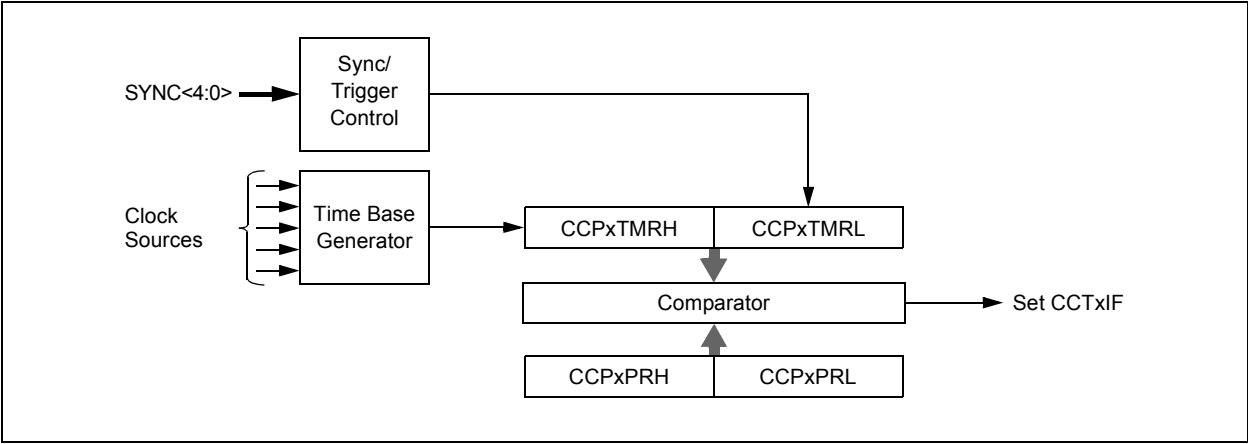 Sync/
Trigger
Control
SYNC<4:0>
Clock
Sources
Time Base
Generator
CCPxTMRH
CCPxTMRL
Comparator
Set CCTxIF
CCPxPRH
CCPxPRL